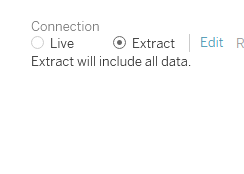 Connection
Live Extract Edit R
Extract will include all data.